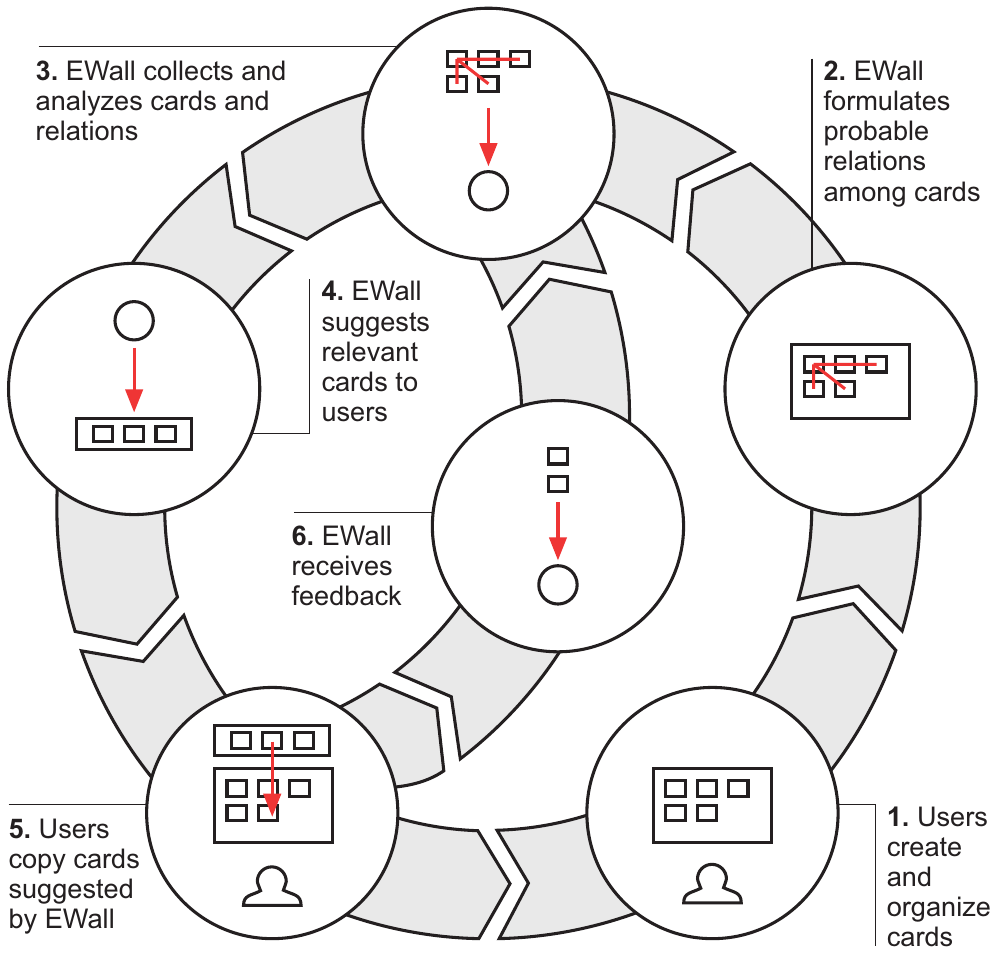 3. EWall collects and
analyzes cards and
relations
2. EWall
formulates
probable
relations
among cards
4. EWall
suggests
relevant
cards to
users
6. EWall
receives
feedback
5. Users
copy cards
suggested
by EWall
1. Users
create
and
organize
cards